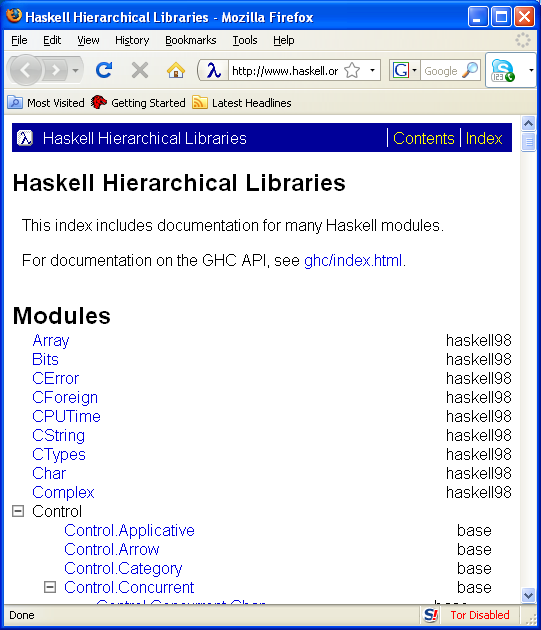 Haskell Hierarchical Libraries - Mozilla Firefox
File Edit View History Bookmarks Tools Help
λ http://www.haskell.or G Google
Most Visited Getting Started Latest Headlines
λ Haskell Hierarchical Libraries Contents Index
Haskell Hierarchical Libraries
This index includes documentation for many Haskell modules.
For documentation on the GHC API, see ghc/index.html.
Modules
Array haskell98
Bits haskell98
CError haskell98
CForeign haskell98
CPUTime haskell98
CString haskell98
CTypes haskell98
Char haskell98
Complex haskell98
Control
Control.Applicative base
Control.Arrow base
Control.Category base
Control.Concurrent base
Control.Concurrent.Chan base
Done S! Tor Disabled